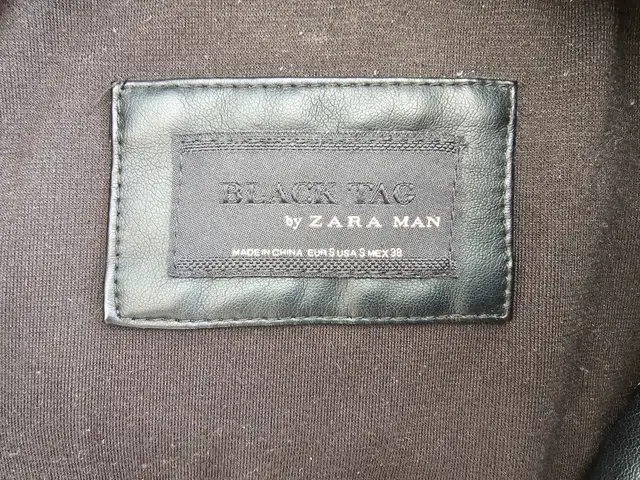 BLACK TAG
by ZARA MAN
MADE IN CHINA EUR S USA S MEX 38